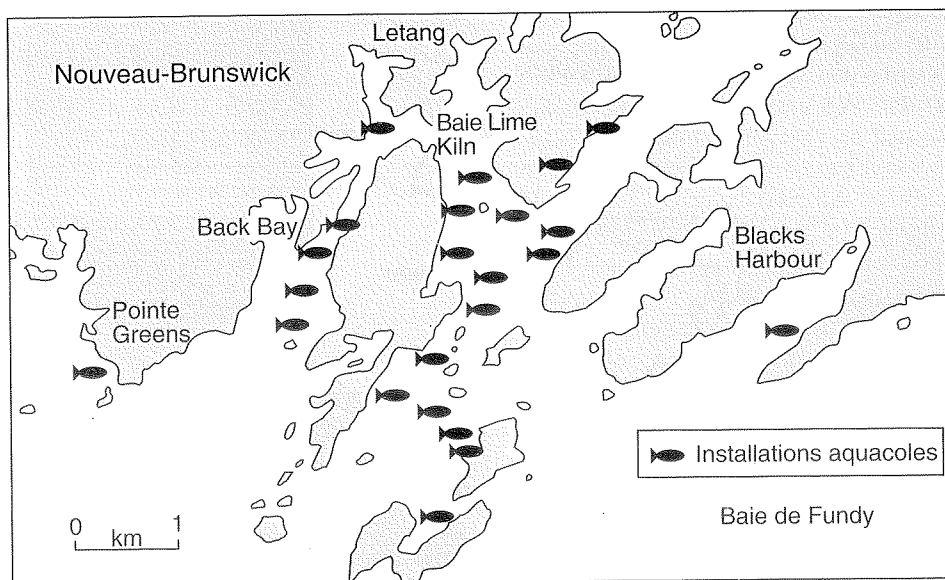 Letang
Nouveau-Brunswick
Baie Lime
Kiln
Back Bay
Blacks
Harbour
Pointe
Greens
Installations aquacoles
0 1
km
Baie de Fundy